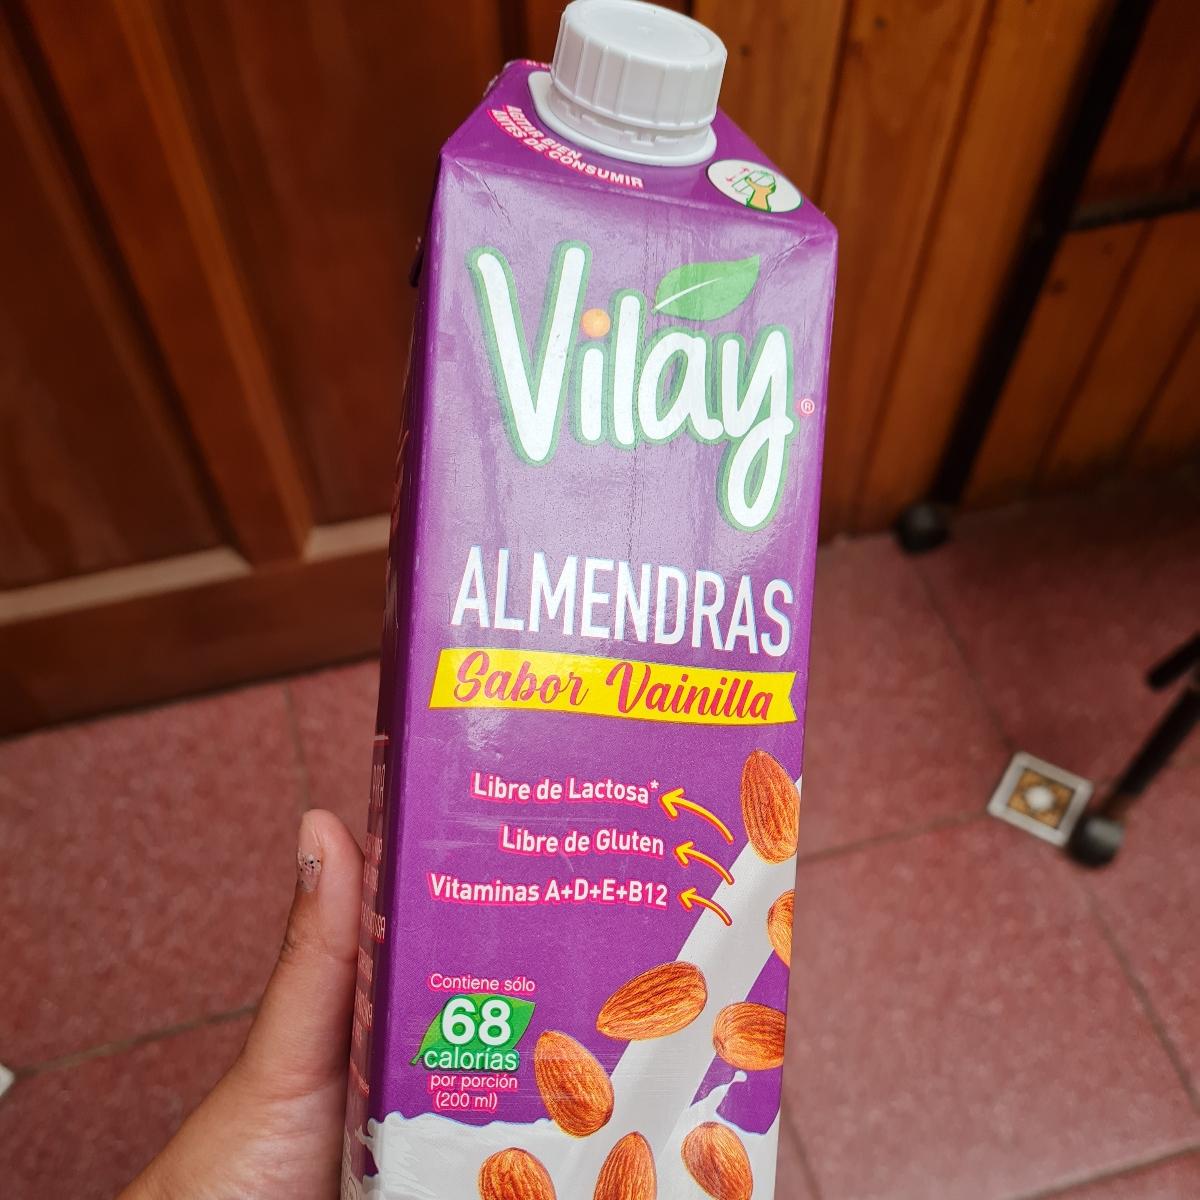 AGITAR BIEN
ANTES DE CONSUMIR
Vilay®
ALMENDRAS
Sabor Vainilla
Libre de Lactosa*
Libre de Gluten
Vitaminas A+D+E+B12
Contiene sólo
68
calorías
por porción
(200 ml)